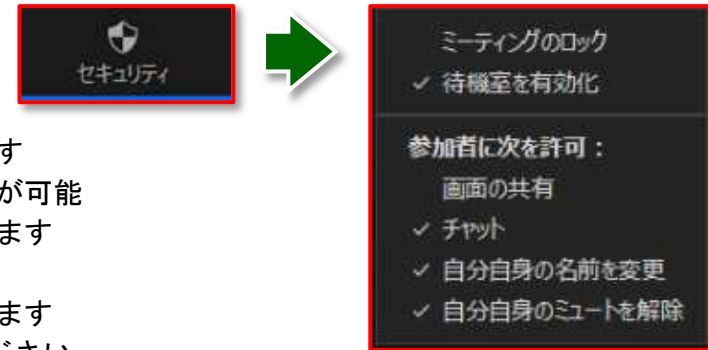 セキュリティ
ミーティングのロック
✓ 待機室を有効化
参加者に次を許可：
画面の共有
✓ チャット
✓ 自分自身の名前を変更
✓ 自分自身のミュートを解除
す
が可能
ます
ます
ださい